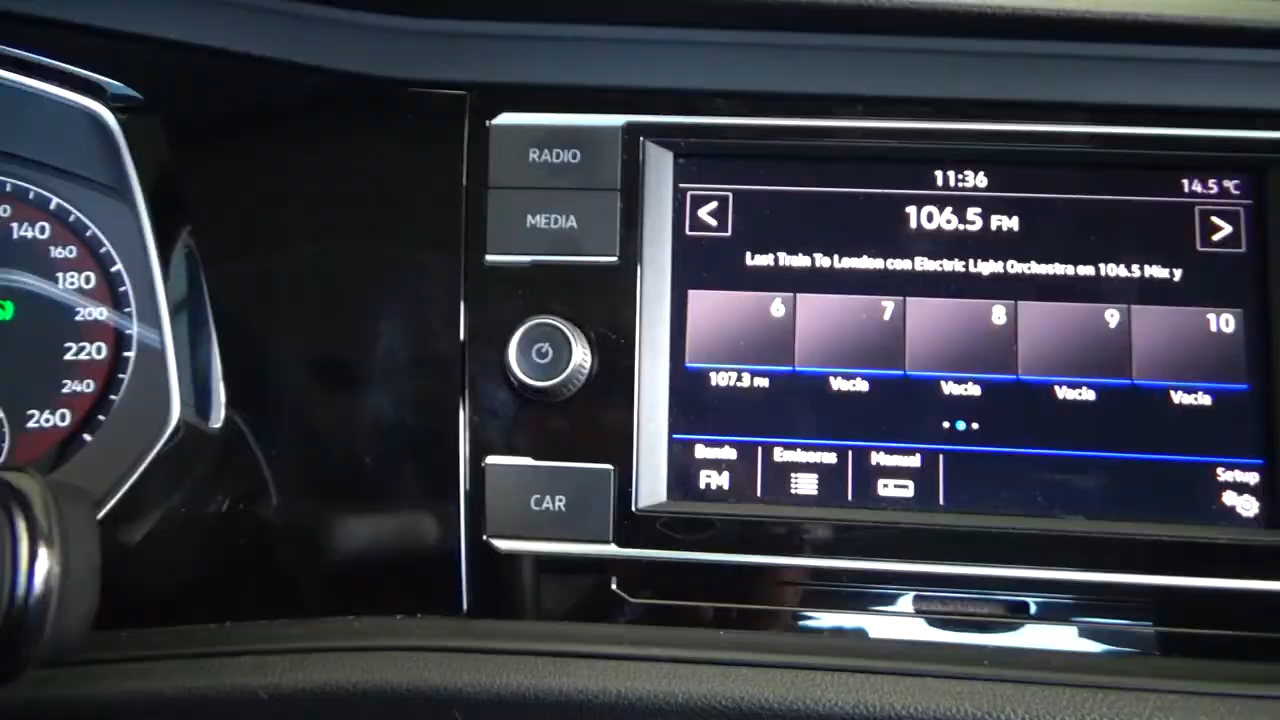 140
160
180
200
220
240
260
RADIO
MEDIA
CAR
11:36
14.5 °C
<
106.5 FM
>
Last Train To London con Electric Light Orchestra en 106.5 Mix y
6 7 8 9 10
107.3 FM Vacía Vacía Vacía Vacía
Banda Emisoras Manual Setup
FM